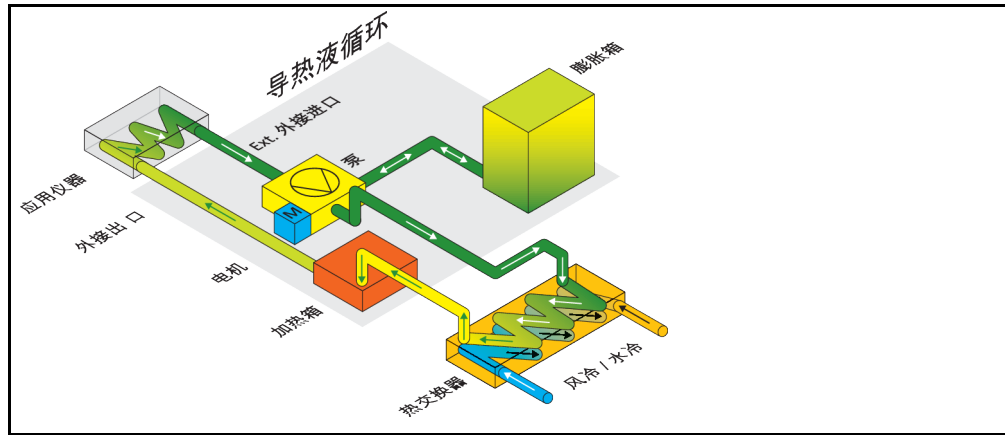 导热液循环
膨胀箱
Ext. 外接进口
泵
应用仪器
M
外接出口
电机
加热箱
风冷 / 水冷
热交换器